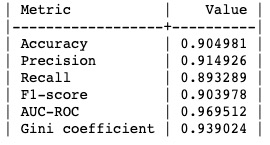 | Metric           |    Value |
|------------------+----------|
| Accuracy         | 0.904981 |
| Precision        | 0.914926 |
| Recall           | 0.893289 |
| F1-score         | 0.903978 |
| AUC-ROC          | 0.969512 |
| Gini coefficient | 0.939024 |